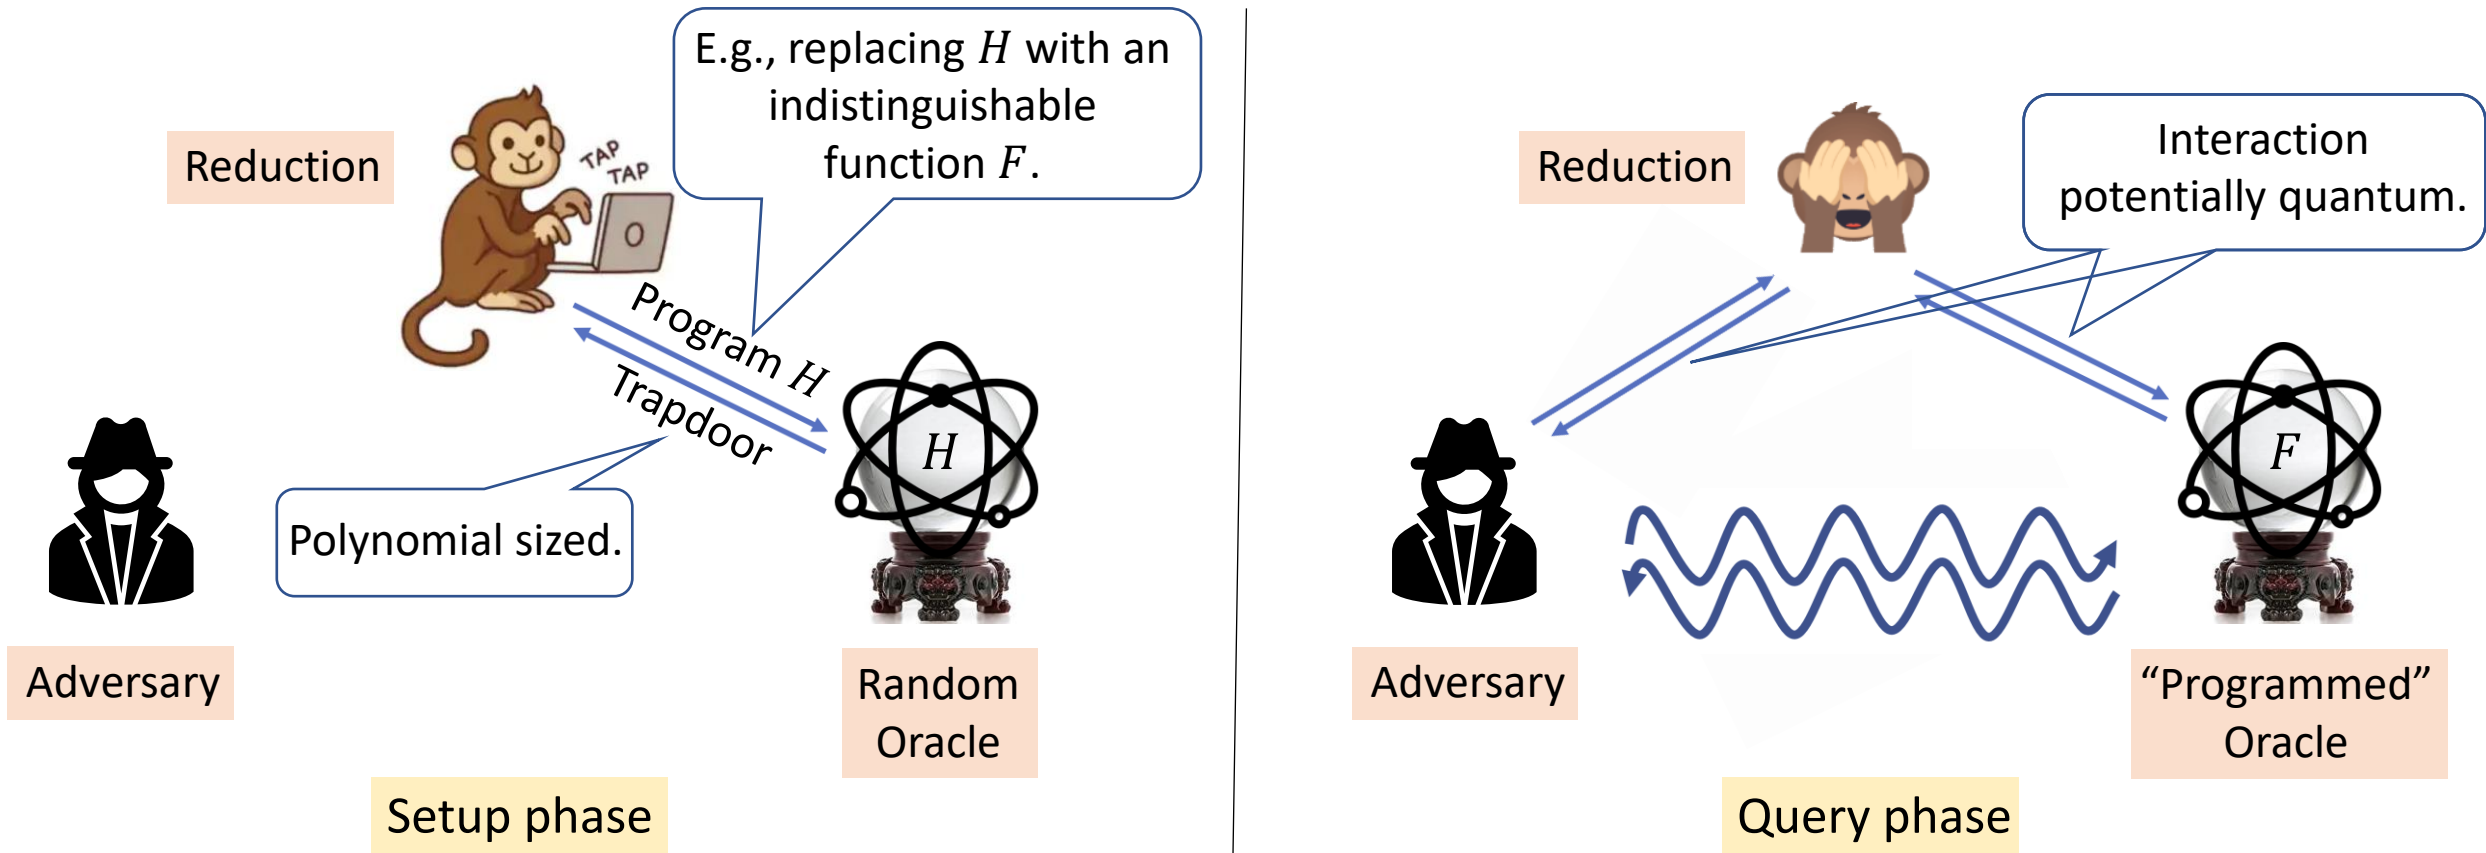 E.g., replacing H with an
indistinguishable
function F.
Reduction
TAP
TAP
Program H
Trapdoor
H
Polynomial sized.
Adversary
Random
Oracle
Setup phase
Interaction
potentially quantum.
Reduction
F
Adversary
“Programmed”
Oracle
Query phase